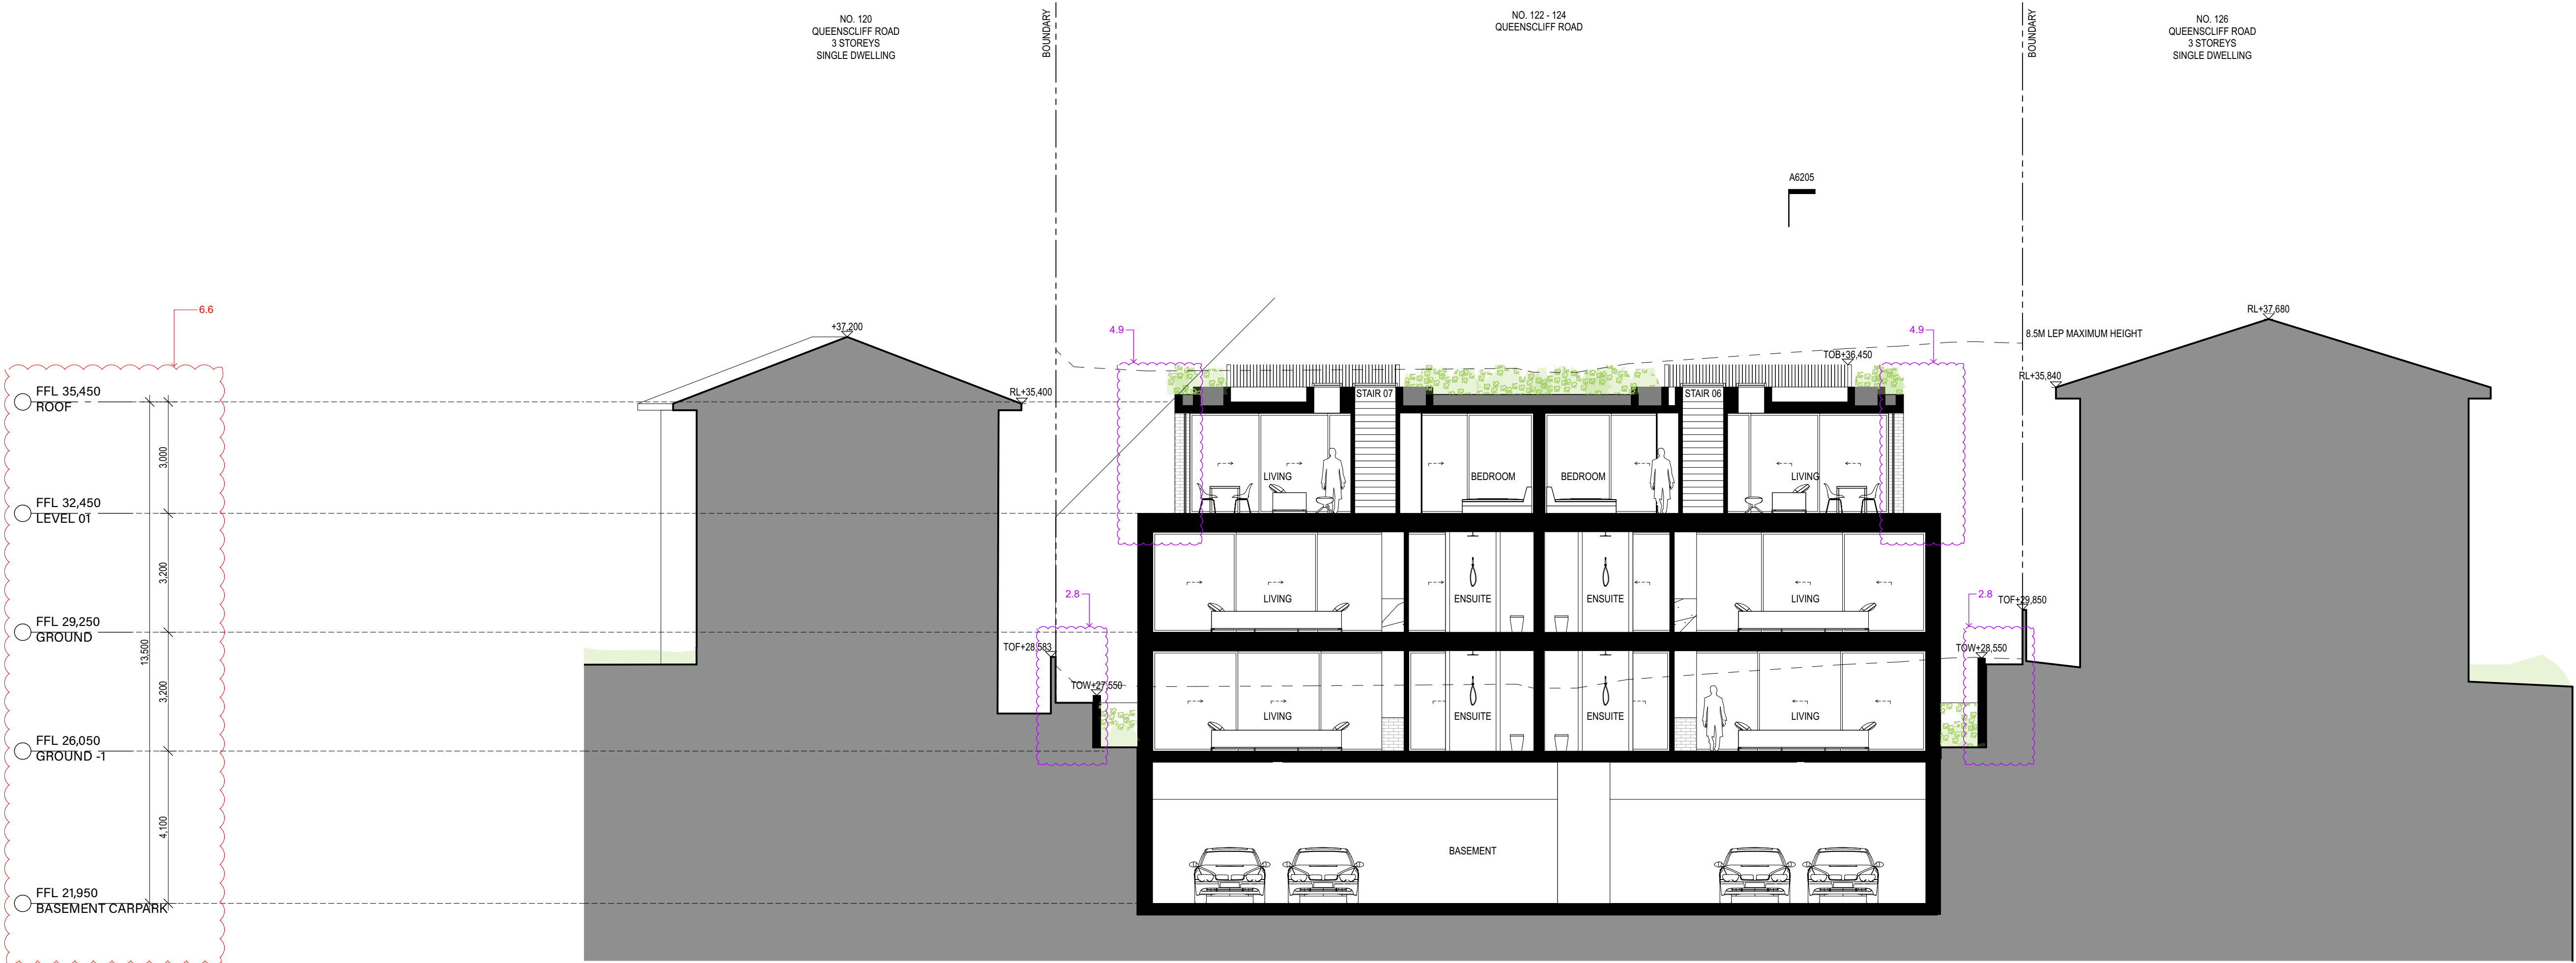 NO. 120
QUEENSCLIFF ROAD
3 STOREYS
SINGLE DWELLING
BOUNDARY
NO. 122 - 124
QUEENSCLIFF ROAD
BOUNDARY
NO. 126
QUEENSCLIFF ROAD
3 STOREYS
SINGLE DWELLING
A6205
6.6
+37,200
4.9
4.9
RL+37,680
8.5M LEP MAXIMUM HEIGHT
TOB+36,450
RL+35,840
FFL 35,450
ROOF
RL+35,400
STAIR 07
STAIR 06
3,000
LIVING
BEDROOM
BEDROOM
LIVING
FFL 32,450
LEVEL 01
3,200
2.8
LIVING
ENSUITE
ENSUITE
LIVING
2.8
TOF+29,850
FFL 29,250
GROUND
13,500
TOF+28,583
TOW+28,550
3,200
TOW+27,550
LIVING
ENSUITE
ENSUITE
LIVING
FFL 26,050
GROUND -1
4,100
BASEMENT
FFL 21,950
BASEMENT CARPARK